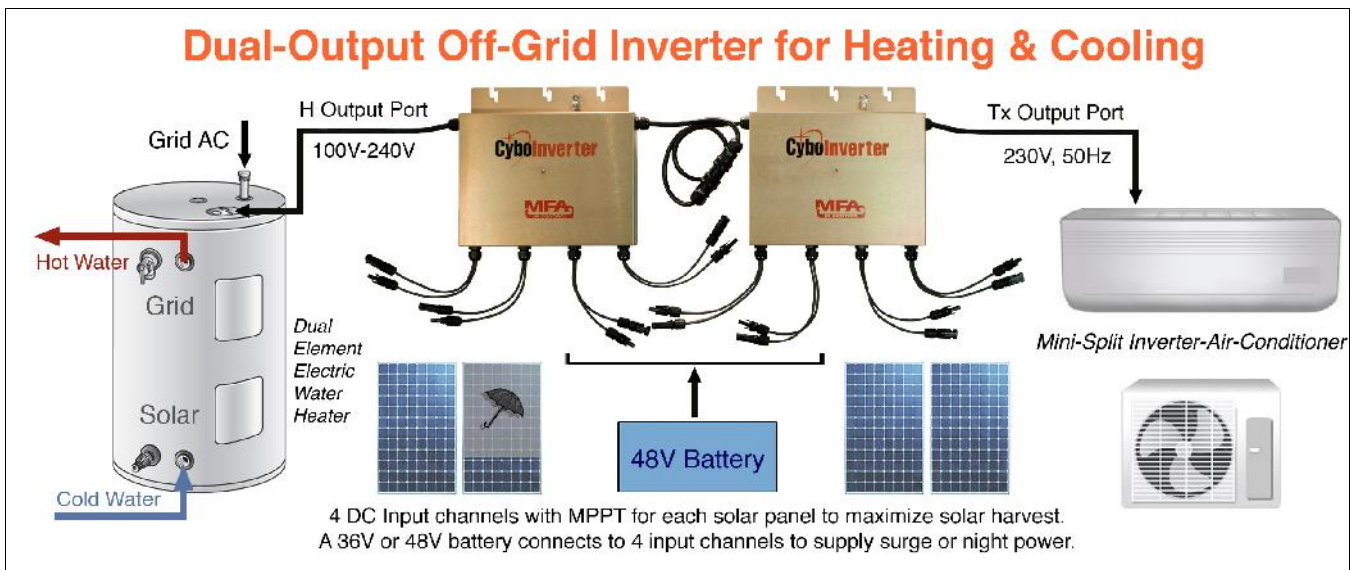 Dual-Output Off-Grid Inverter for Heating & Cooling
H Output Port
100V-240V
Grid AC
CyboInverter
MFA
CyboInverter
MFA
Tx Output Port
230V, 50Hz
Hot Water
Grid
Dual
Element
Electric
Water
Heater
Solar
Cold Water
48V Battery
Mini-Split Inverter-Air-Conditioner
4 DC Input channels with MPPT for each solar panel to maximize solar harvest.
A 36V or 48V battery connects to 4 input channels to supply surge or night power.